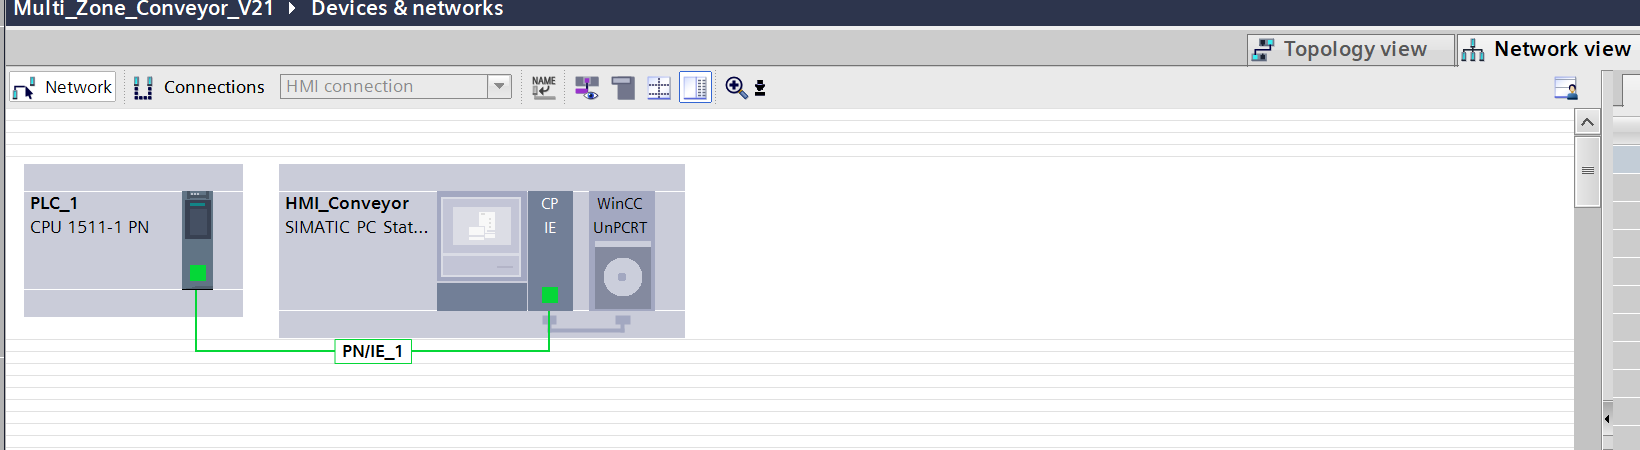 Multi_Zone_Conveyor_V21 ▸ Devices & networks
Topology view
Network view
Network
Connections
HMI connection
NAME
PLC_1
CPU 1511-1 PN
HMI_Conveyor
SIMATIC PC Stat...
CP
IE
WinCC
UnPCRT
PN/IE_1